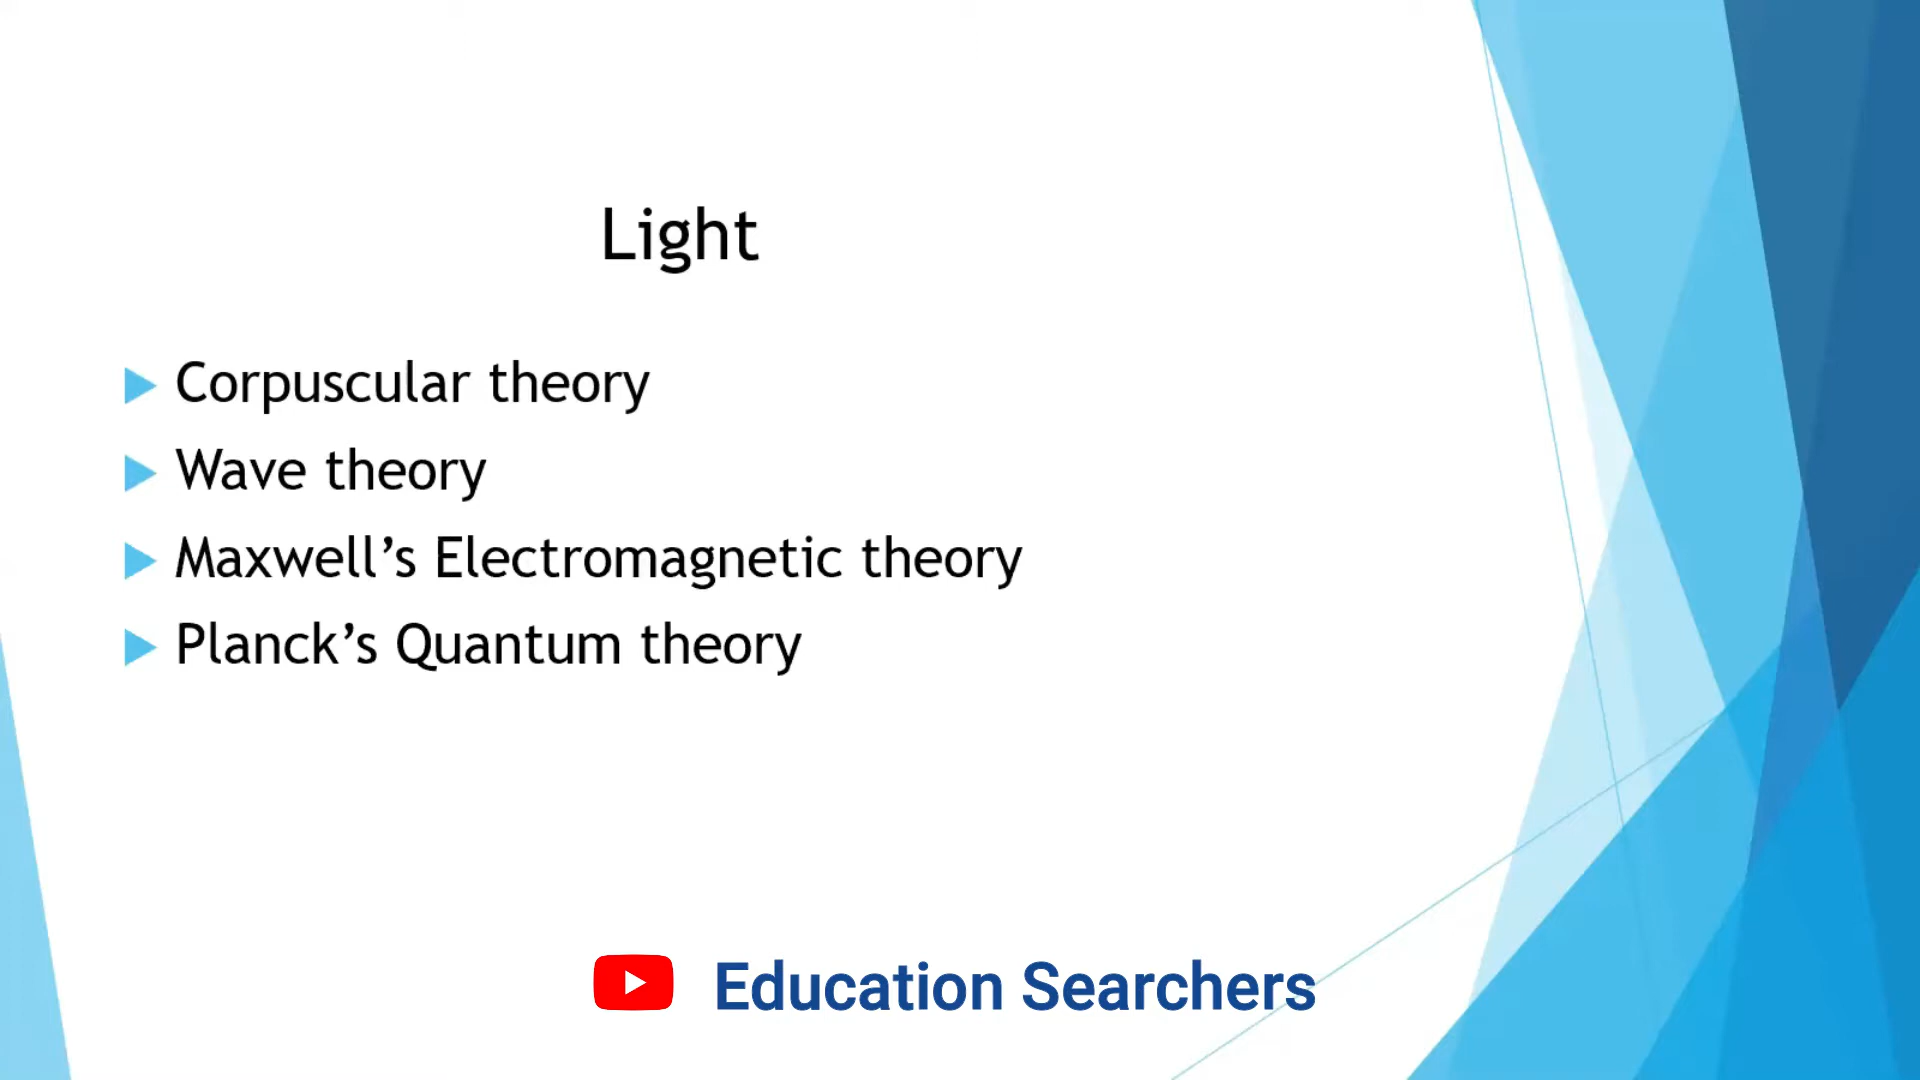 Light
Corpuscular theory
Wave theory
Maxwell’s Electromagnetic theory
Planck’s Quantum theory
Education Searchers